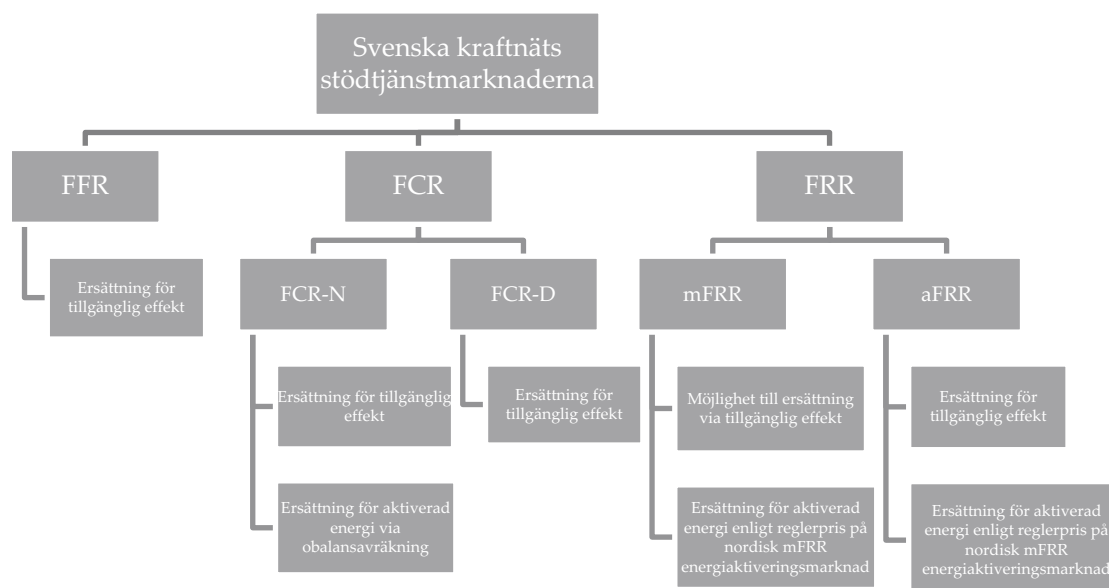 Svenska kraftnäts
stödtjänstmarknaderna
FFR
FCR
FRR
Ersättning för
tillgänglig effekt
FCR-N
FCR-D
mFRR
aFRR
Ersättning för tillgänglig
effekt
Ersättning för
tillgänglig effekt
Möjlighet till ersättning
via tillgänglig effekt
Ersättning för
tillgänglig effekt
Ersättning för aktiverad
energi via
obalansavräkning
Ersättning för aktiverad
energi enligt reglerpris på
nordisk mFRR
energiaktiveringsmarknad
Ersättning för aktiverad
energi enligt reglerpris på
nordisk mFRR
energiaktiveringsmarknad